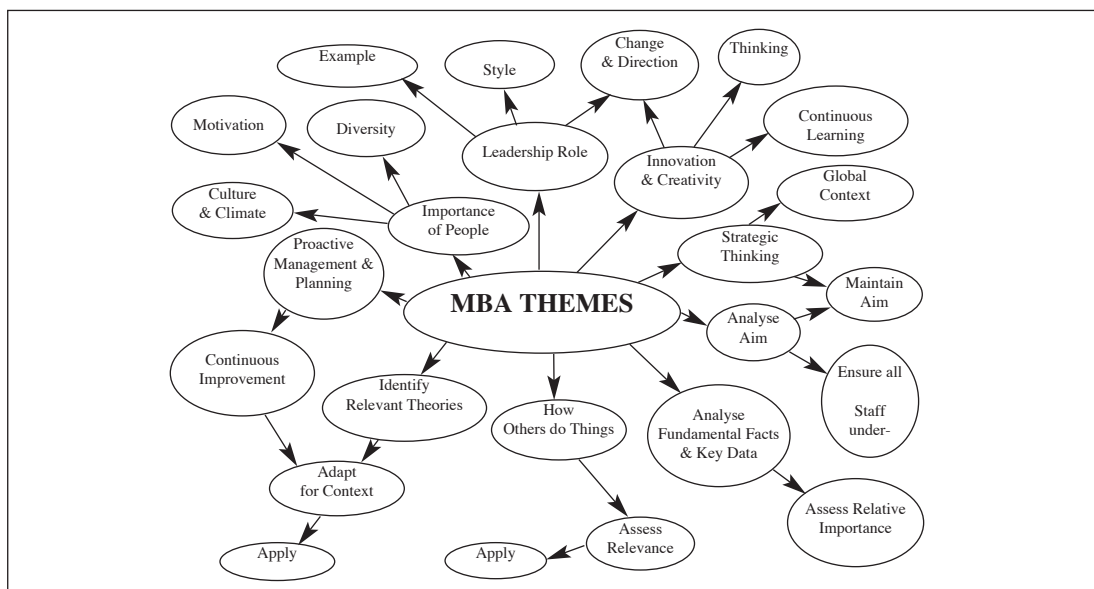 Example
Style
Change
& Direction
Thinking
Motivation
Diversity
Leadership Role
Innovation
& Creativity
Continuous
Learning
Culture
& Climate
Importance
of People
Global
Context
Proactive
Management &
Planning
Strategic
Thinking
MBA THEMES
Maintain
Aim
Analyse
Aim
Continuous
Improvement
Identify
Relevant Theories
Ensure all
Staff
under-
How
Others do Things
Analyse
Fundamental Facts
& Key Data
Adapt
for Context
Assess Relative
Importance
Apply
Apply
Assess
Relevance